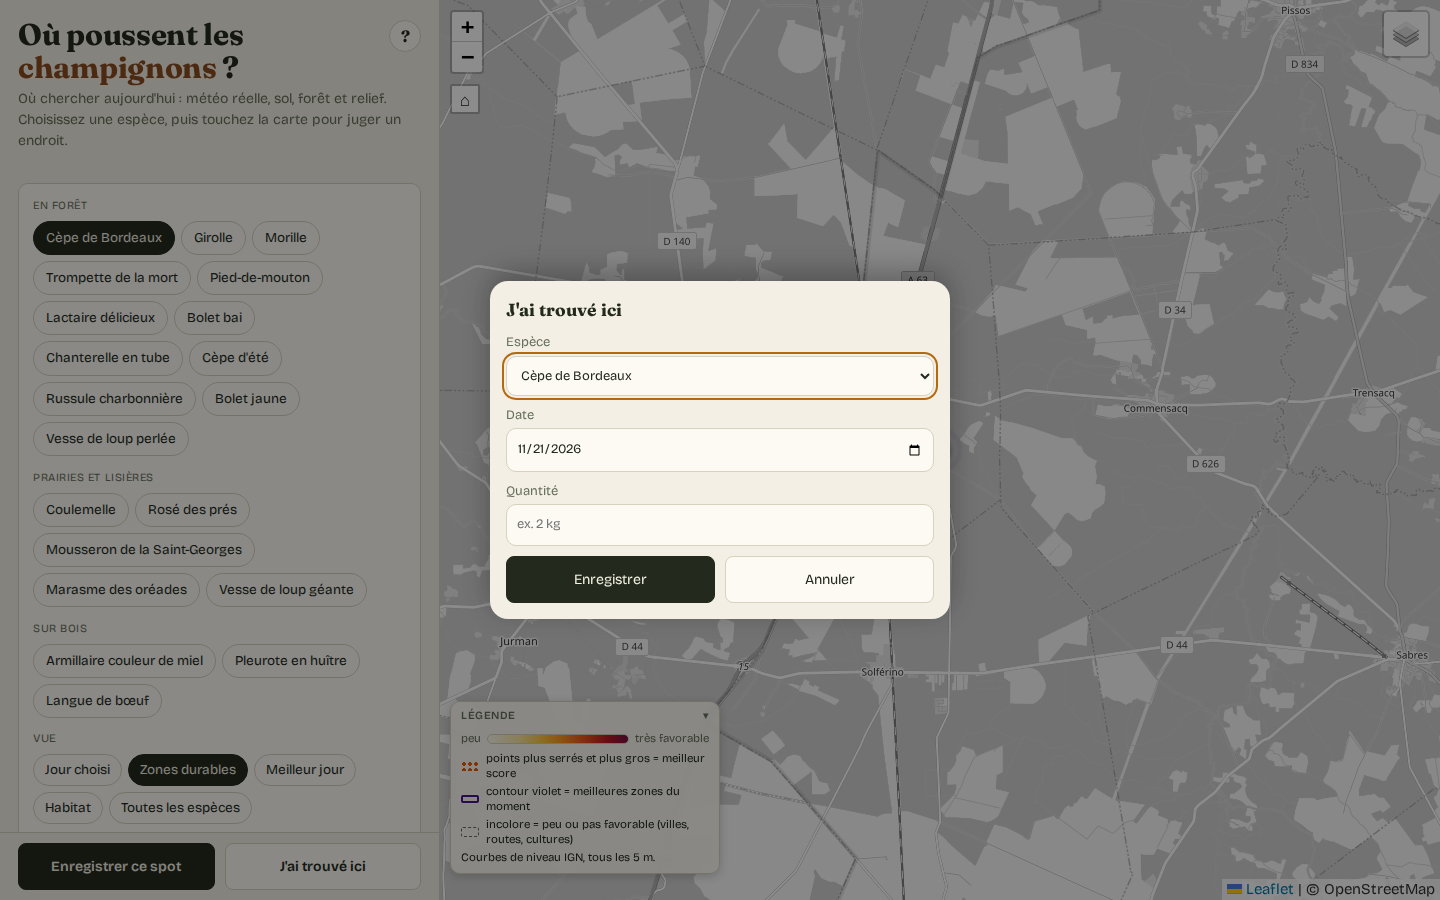 Où poussent les
champignons ?
?
Où chercher aujourd'hui : météo réelle, sol, forêt et relief.
Choisissez une espèce, puis touchez la carte pour juger un
endroit.
EN FORÊT
Cèpe de Bordeaux
Girolle
Morille
Trompette de la mort
Pied-de-mouton
Lactaire délicieux
Bolet bai
Chanterelle en tube
Cèpe d'été
Russule charbonnière
Bolet jaune
Vesse de loup perlée
PRAIRIES ET LISIÈRES
Coulemelle
Rosé des prés
Mousseron de la Saint-Georges
Marasme des oréades
Vesse de loup géante
SUR BOIS
Armillaire couleur de miel
Pleurote en huître
Langue de bœuf
VUE
Jour choisi
Zones durables
Meilleur jour
Habitat
Toutes les espèces
Enregistrer ce spot
J'ai trouvé ici
+
−
Pissos
D 834
D 140
A 63
D 34
Trensacq
Commensacq
D 626
J'ai trouvé ici
Espèce
Cèpe de Bordeaux
Date
11/21/2026
Quantité
ex. 2 kg
Enregistrer
Annuler
Jurman
D 44
15
Solférino
D 44
Sabres
LÉGENDE
peu
très favorable
points plus serrés et plus gros = meilleur
score
contour violet = meilleures zones du
moment
incolore = peu ou pas favorable (villes,
routes, cultures)
Courbes de niveau IGN, tous les 5 m.
Leaflet | © OpenStreetMap